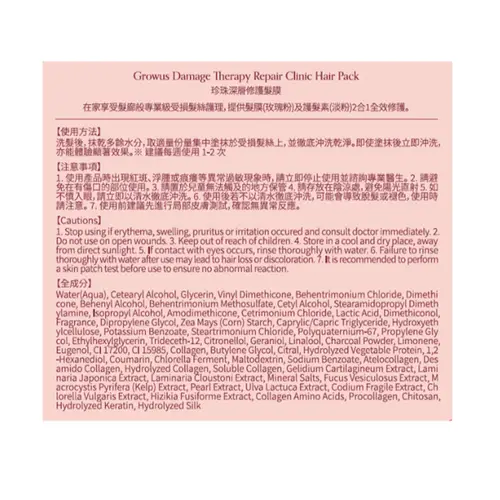 Growus Damage Therapy Repair Clinic Hair Pack
珍珠深層修護髮膜
在家享受髮廊般專業級受損髮絲護理，提供髮膜(玫瑰粉)及護髮素(淡粉)2合1全效修護。
【使用方法】
洗髮後，抹乾多餘水分，取適量份量集中塗抹於受損髮絲上，並徹底沖洗乾淨。即使塗抹後立即沖洗，
亦能體驗顯著效果。※ 建議每週使用 1-2 次
【注意事項】
1. 使用產品時出現紅斑、浮腫或痕癢等異常過敏現象時，請立即停止使用並諮詢專業醫生。2. 請避
免在有傷口的部位使用。3. 請置於兒童無法觸及的地方保管 4. 請存放在陰涼處，避免陽光直射 5. 如
不慎入眼，請立即以清水徹底沖洗。6. 使用後若不以清水徹底沖洗，可能會導致脫髮或褪色，使用時
請注意。7. 使用前建議先進行局部皮膚測試，確認無異常反應。
【Cautions】
1. Stop using if erythema, swelling, pruritus or irritation occured and consult doctor immediately. 2.
Do not use on open wounds. 3. Keep out of reach of children. 4. Store in a cool and dry place, away
from direct sunlight. 5. If contact with eyes occurs, rinse thoroughly with water. 6. Failure to rinse
thoroughly with water after use may lead to hair loss or discoloration. 7. It is recommended to perform
a skin patch test before use to ensure no abnormal reaction.
【全成分】
Water(Aqua), Cetearyl Alcohol, Glycerin, Vinyl Dimethicone, Behentrimonium Chloride, Dimethi
cone, Behenyl Alcohol, Behentrimonium Methosulfate, Cetyl Alcohol, Stearamidopropyl Dimeth
ylamine, Isopropyl Alcohol, Amodimethicone, Cetrimonium Chloride, Lactic Acid, Dimethiconol,
Fragrance, Dipropylene Glycol, Zea Mays (Corn) Starch, Caprylic/Capric Triglyceride, Hydroxyeth
ylcellulose, Potassium Benzoate, Steartrimonium Chloride, Polyquaternium-67, Propylene Gly
col, Ethylhexylglycerin, Trideceth-12, Citronellol, Geraniol, Linalool, Charcoal Powder, Limonene,
Eugenol, CI 17200, CI 15985, Collagen, Butylene Glycol, Citral, Hydrolyzed Vegetable Protein, 1,2
-Hexanediol, Coumarin, Chlorella Ferment, Maltodextrin, Sodium Benzoate, Atelocollagen, Des
amido Collagen, Hydrolyzed Collagen, Soluble Collagen, Gelidium Cartilagineum Extract, Lami
naria Japonica Extract, Laminaria Cloustoni Extract, Mineral Salts, Fucus Vesiculosus Extract, M
acrocystis Pyrifera (Kelp) Extract, Pearl Extract, Ulva Lactuca Extract, Codium Fragile Extract, Ch
lorella Vulgaris Extract, Hizikia Fusiforme Extract, Collagen Amino Acids, Procollagen, Chitosan,
Hydrolyzed Keratin, Hydrolyzed Silk